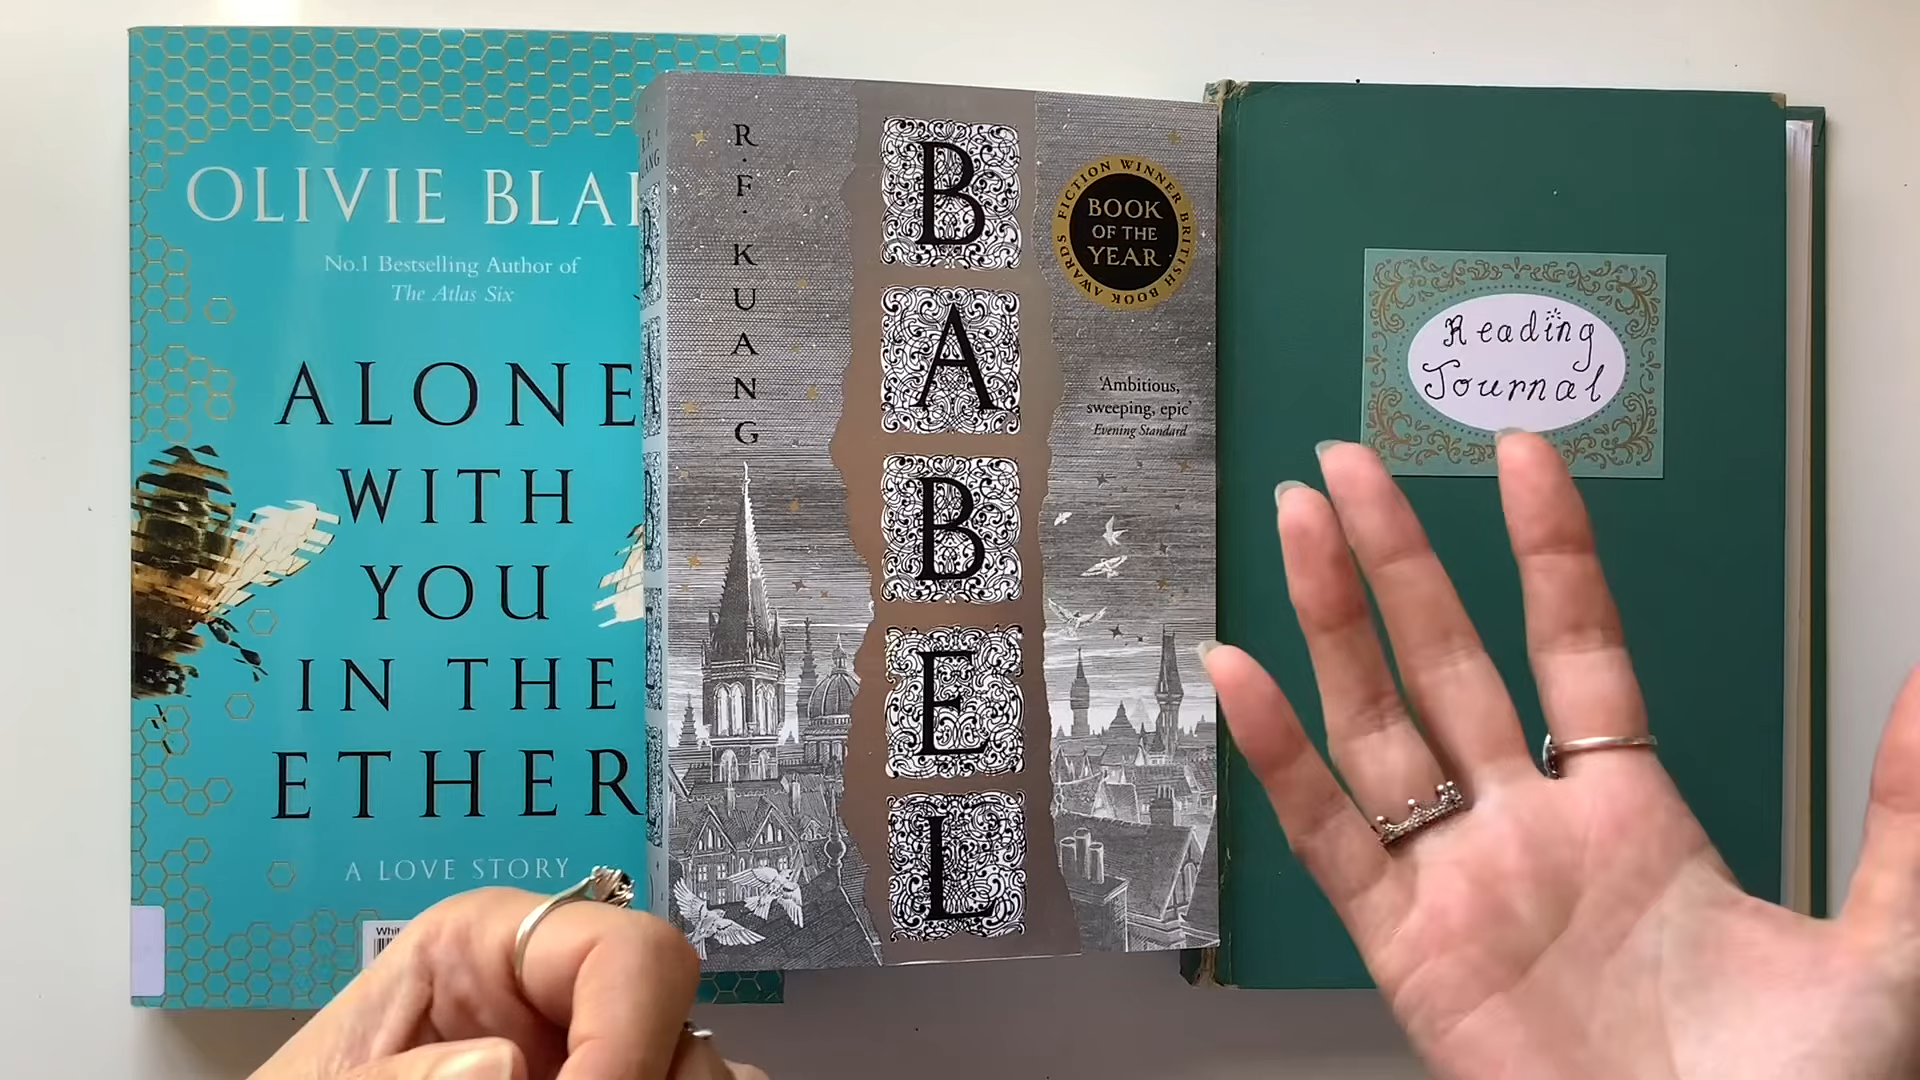 OLIVIE BLA
No.1 Bestselling Author of
The Atlas Six
ALONE
WITH
YOU
IN THE
ETHER
A LOVE STORY
Whit
R.F. KUANG
BABEL
FICTION WINNER BRITISH BOOK AWARDS
BOOK
OF THE
YEAR
'Ambitious,
sweeping, epic'
Evening Standard
Reading
Journal